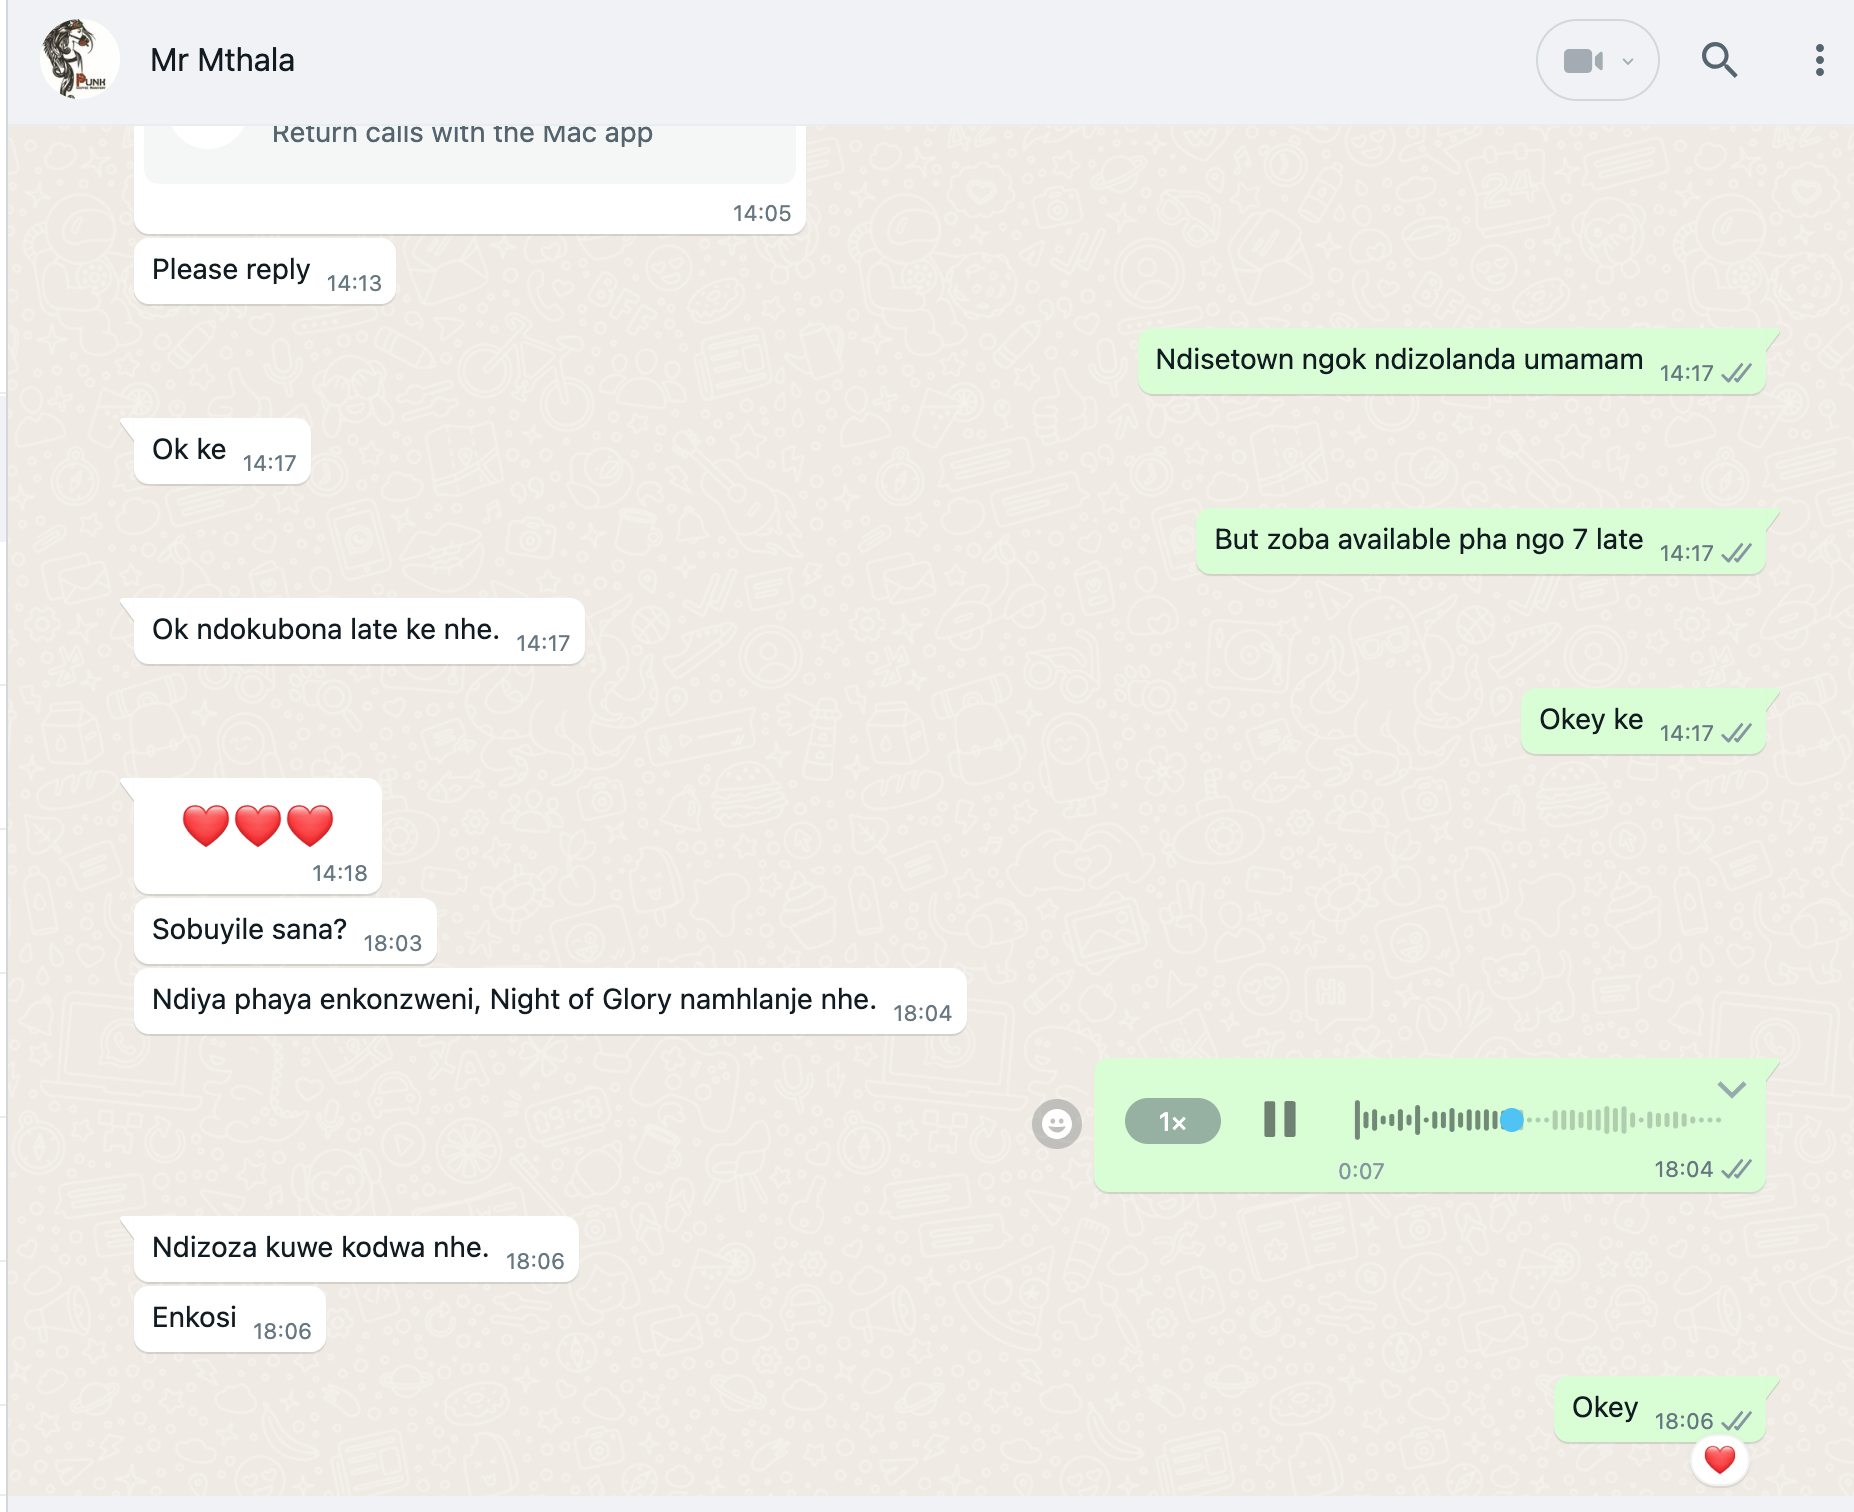 Mr Mthala
PUNK
Return calls with the Mac app
14:05
Please reply 14:13
Ndisetown ngok ndizolanda umamam 14:17
Ok ke 14:17
But zoba available pha ngo 7 late 14:17
Ok ndokubona late ke nhe. 14:17
Okey ke 14:17
❤️❤️❤️
14:18
Sobuyile sana? 18:03
Ndiya phaya enkonzweni, Night of Glory namhlanje nhe. 18:04
1×
0:07 18:04
Ndizoza kuwe kodwa nhe. 18:06
Enkosi 18:06
Okey 18:06
❤️